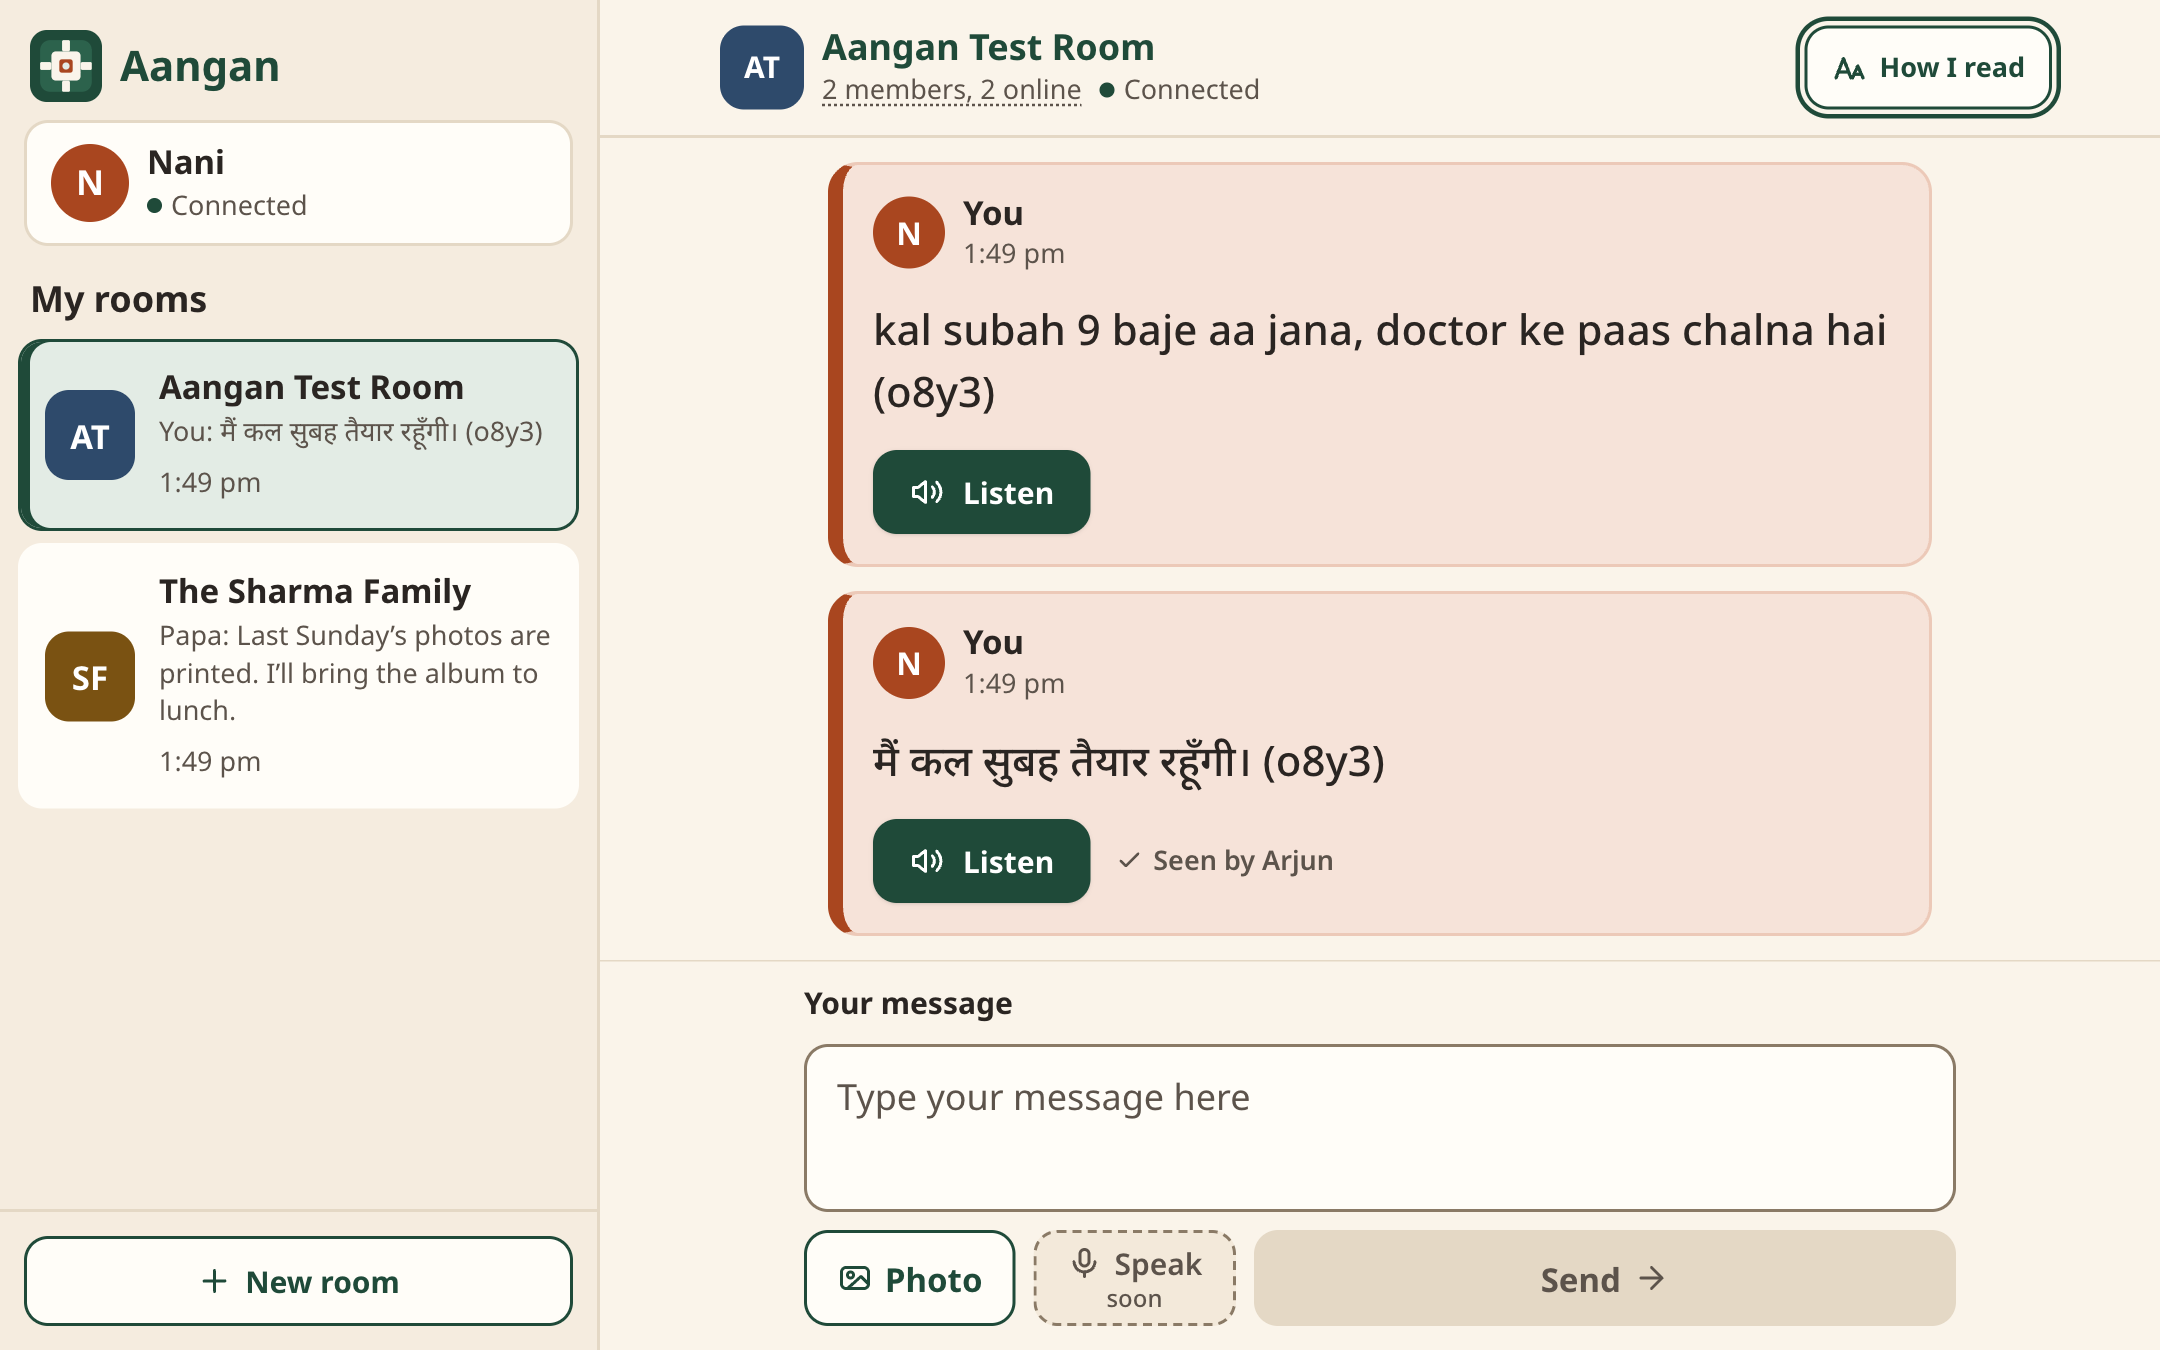 Aangan
N
Nani
Connected
My rooms
AT
Aangan Test Room
You: मैं कल सुबह तैयार रहूँगी। (o8y3)
1:49 pm
SF
The Sharma Family
Papa: Last Sunday’s photos are
printed. I’ll bring the album to
lunch.
1:49 pm
New room
AT
Aangan Test Room
2 members, 2 online
Connected
How I read
N
You
1:49 pm
kal subah 9 baje aa jana, doctor ke paas chalna hai
(o8y3)
Listen
N
You
1:49 pm
मैं कल सुबह तैयार रहूँगी। (o8y3)
Listen
Seen by Arjun
Your message
Type your message here
Photo
Speak
soon
Send